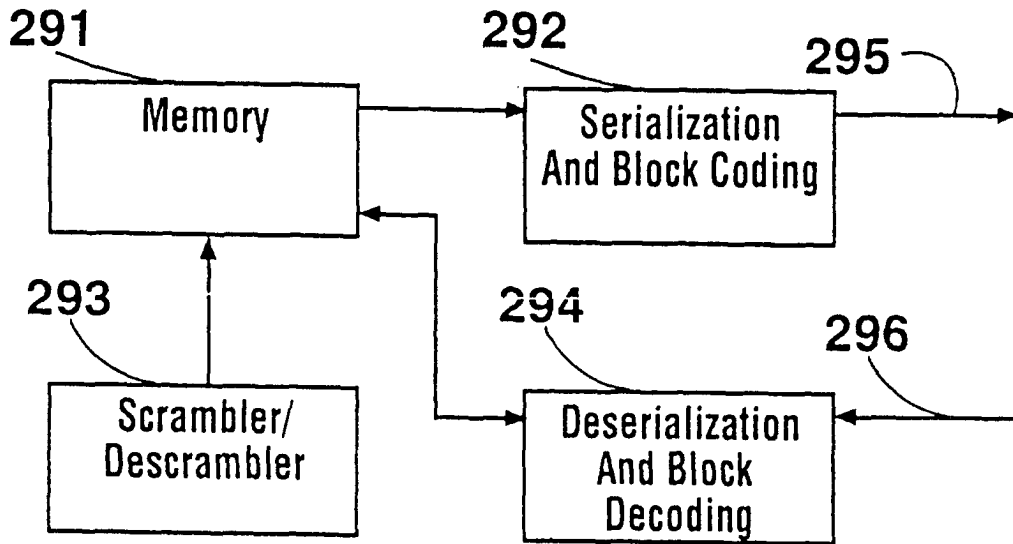 291
292
295
Memory
Serialization
And Block Coding
293
294
296
Scrambler/
Descrambler
Deserialization
And Block
Decoding